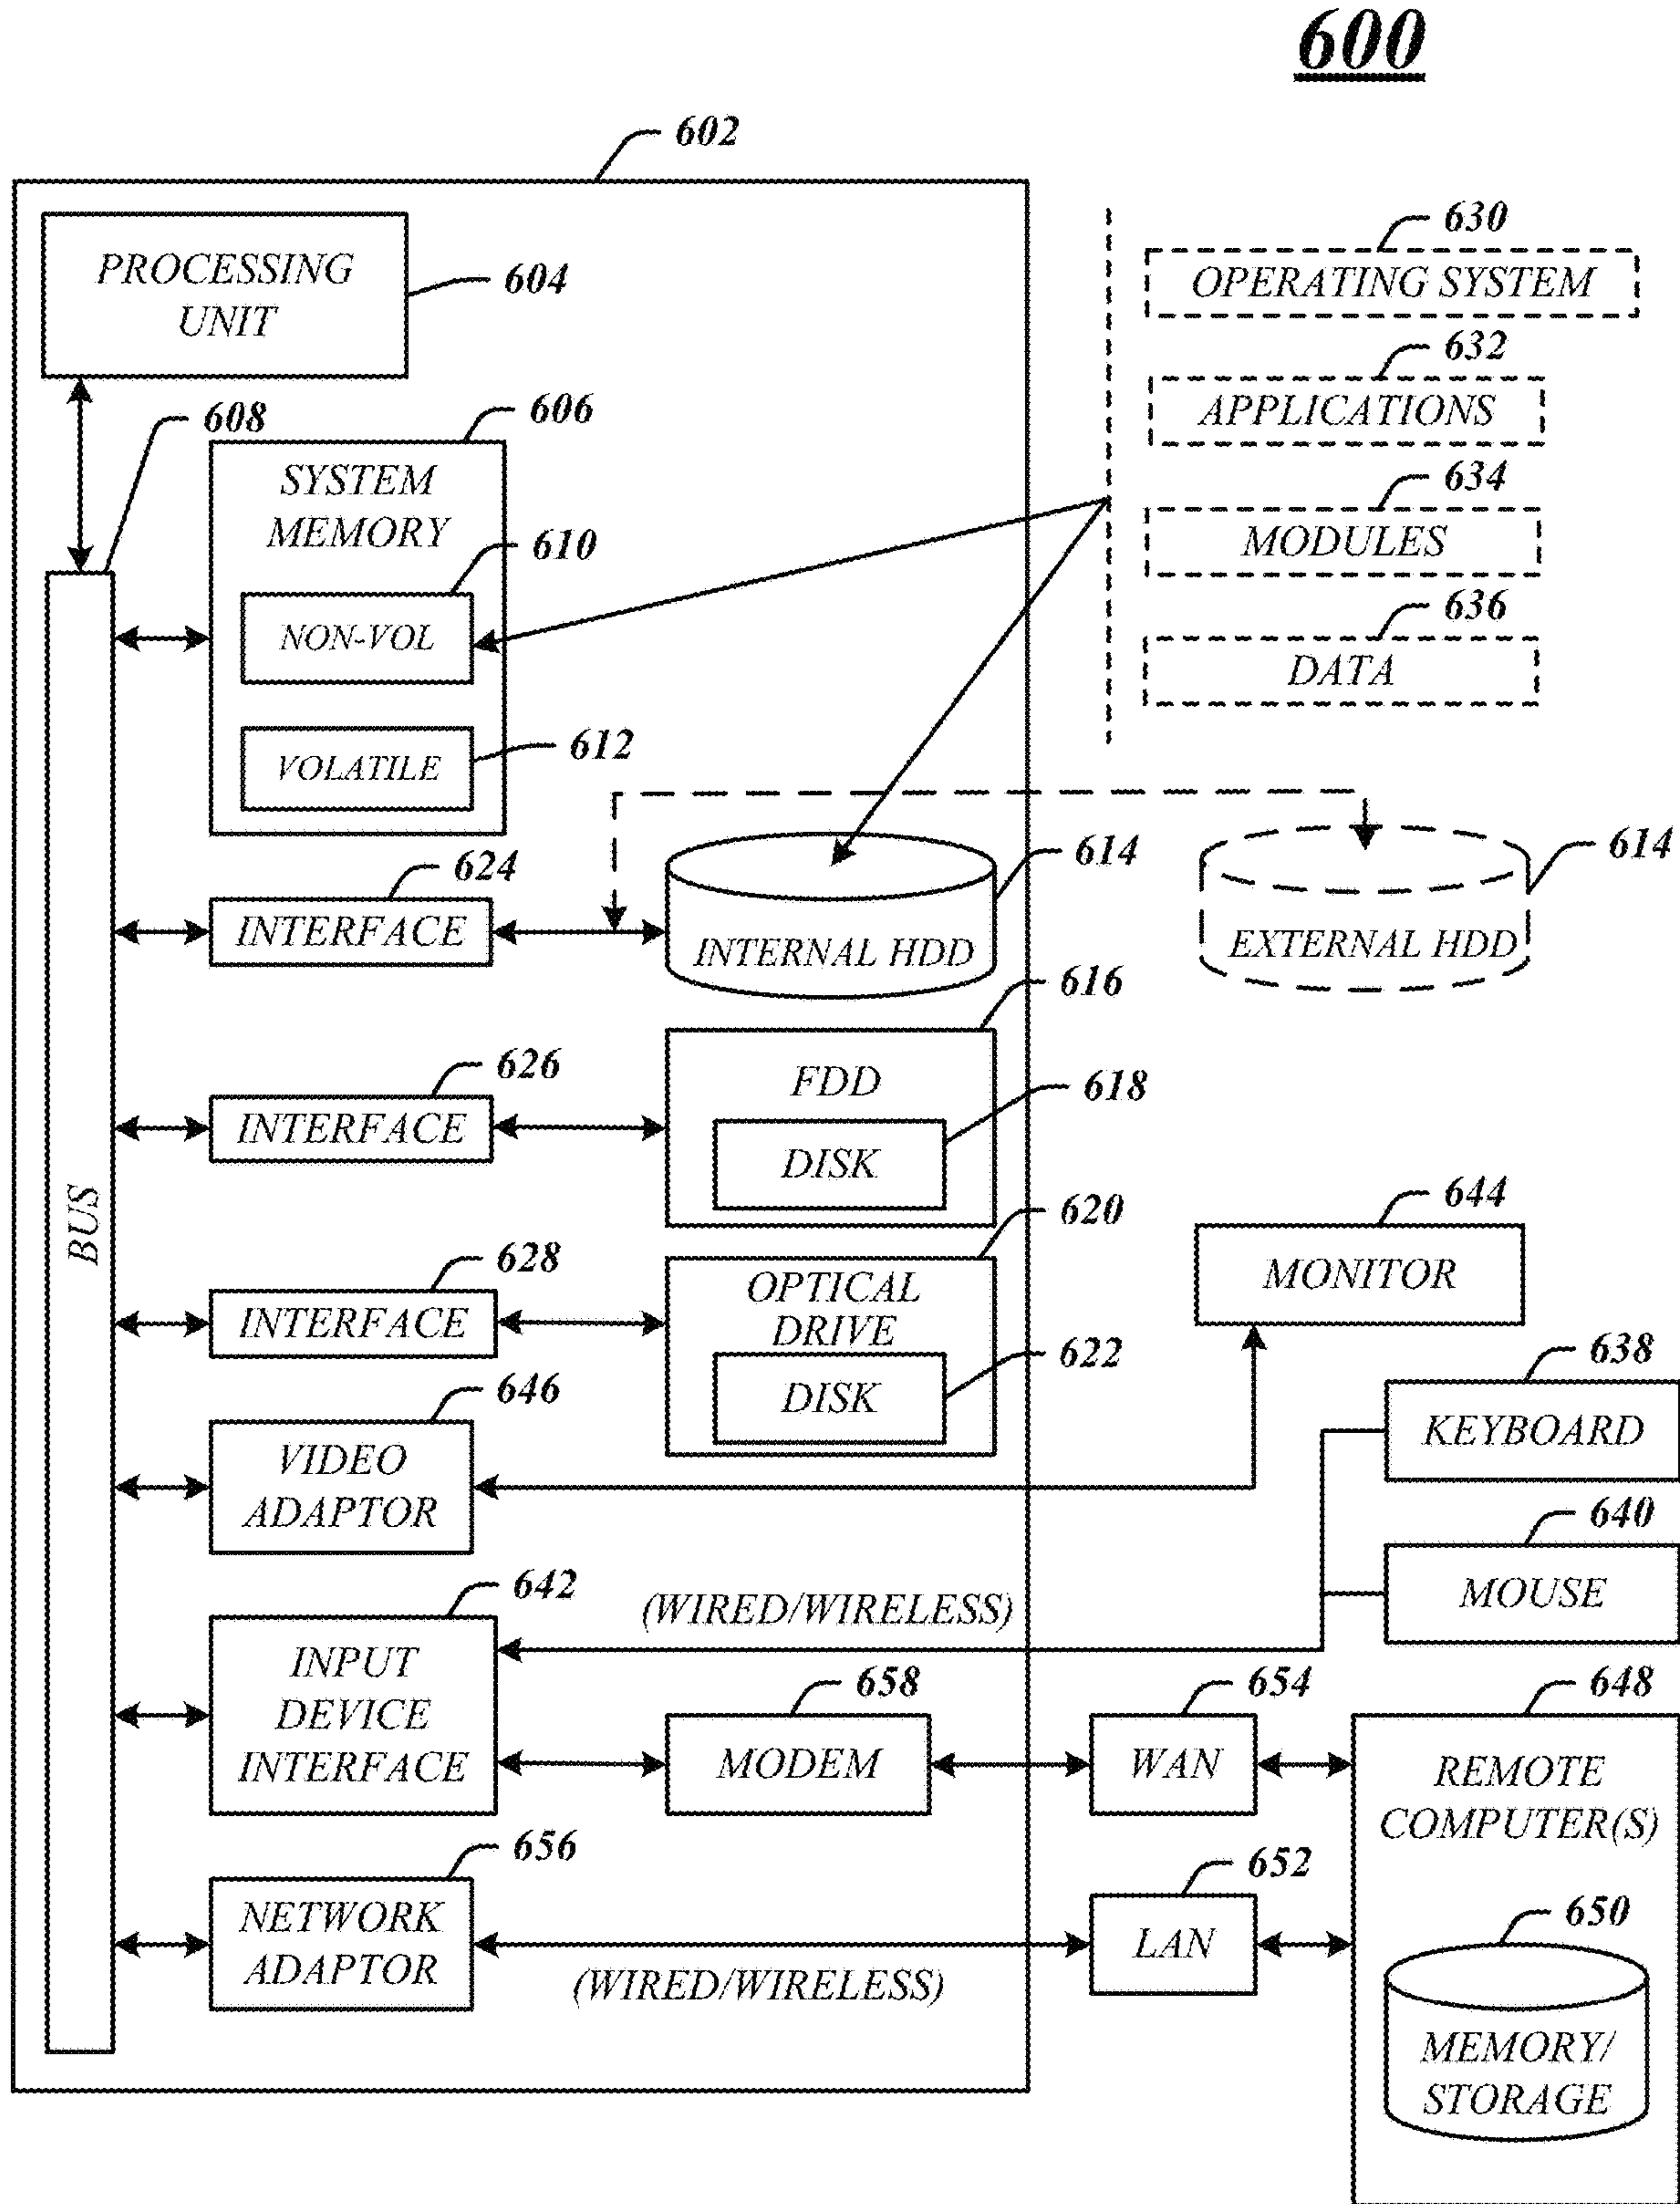 600
602
PROCESSING
UNIT
604
630
OPERATING SYSTEM
632
APPLICATIONS
634
MODULES
636
DATA
608
606
SYSTEM
MEMORY
610
NON-VOL
612
VOLATILE
624
INTERFACE
614
INTERNAL HDD
614
EXTERNAL HDD
616
FDD
626
INTERFACE
618
DISK
BUS
620
OPTICAL
DRIVE
628
INTERFACE
622
DISK
644
MONITOR
638
KEYBOARD
646
VIDEO
ADAPTOR
640
MOUSE
642
INPUT
DEVICE
INTERFACE
(WIRED/WIRELESS)
658
MODEM
654
WAN
648
REMOTE
COMPUTER(S)
656
NETWORK
ADAPTOR
(WIRED/WIRELESS)
652
LAN
650
MEMORY/
STORAGE